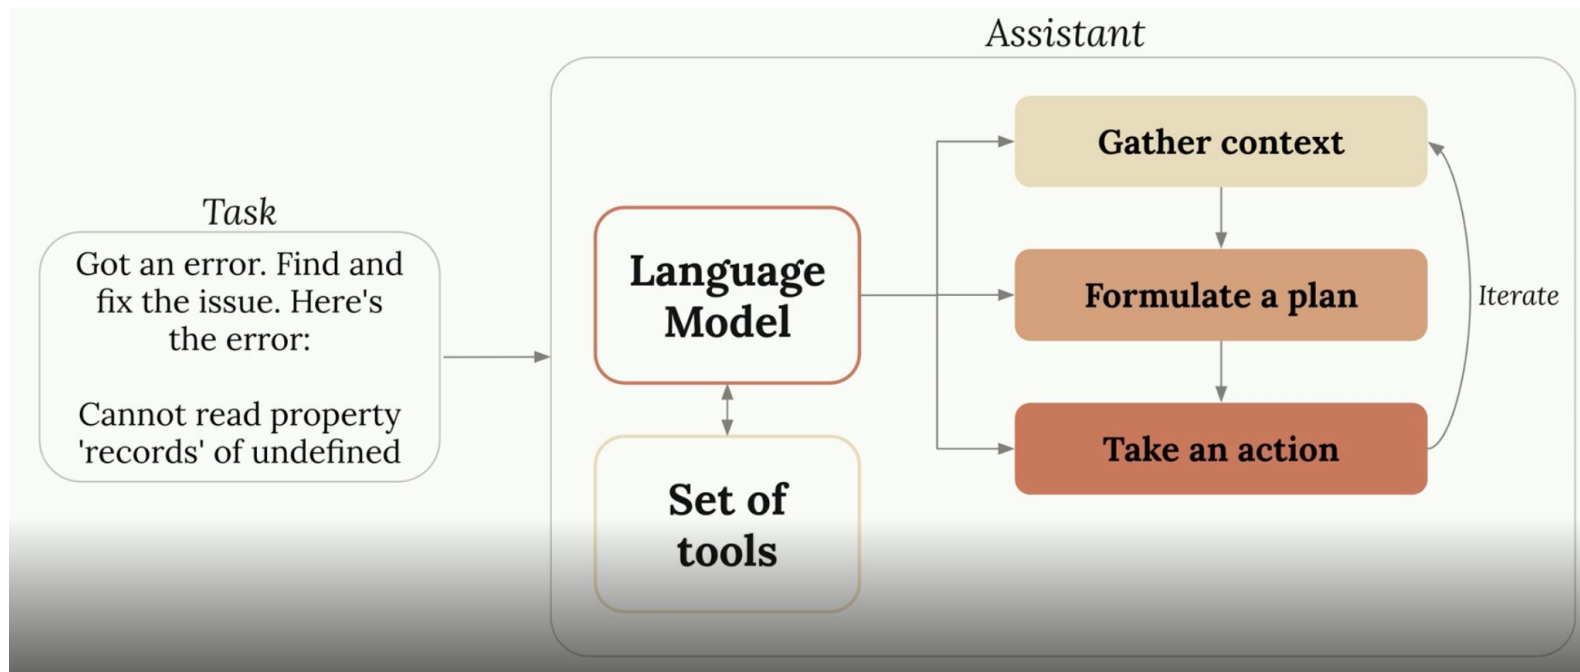 Assistant
Task
Got an error. Find and
fix the issue. Here's
the error:
Cannot read property
'records' of undefined
Language
Model
Set of
tools
Gather context
Formulate a plan
Take an action
Iterate